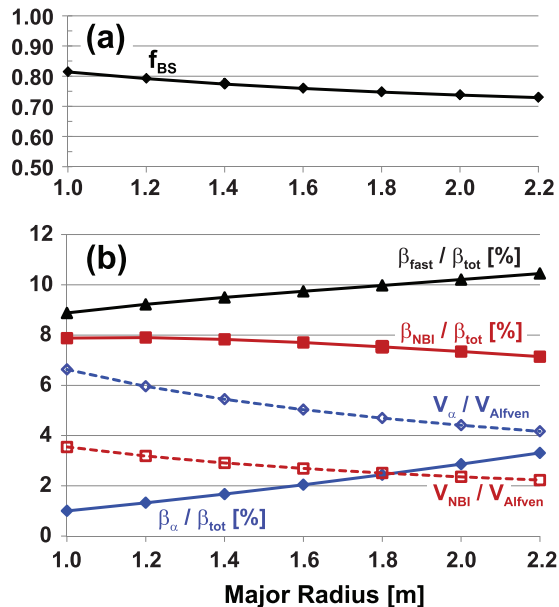 1.00
(a)
f_BS
0.90
0.80
0.70
0.60
0.50
1.0 1.2 1.4 1.6 1.8 2.0 2.2
12
(b)
β_fast / β_tot [%]
10
8
β_NBI / β_tot [%]
6
V_α / V_Alfven
4
2
V_NBI / V_Alfven
β_α / β_tot [%]
0
1.0 1.2 1.4 1.6 1.8 2.0 2.2
Major Radius [m]